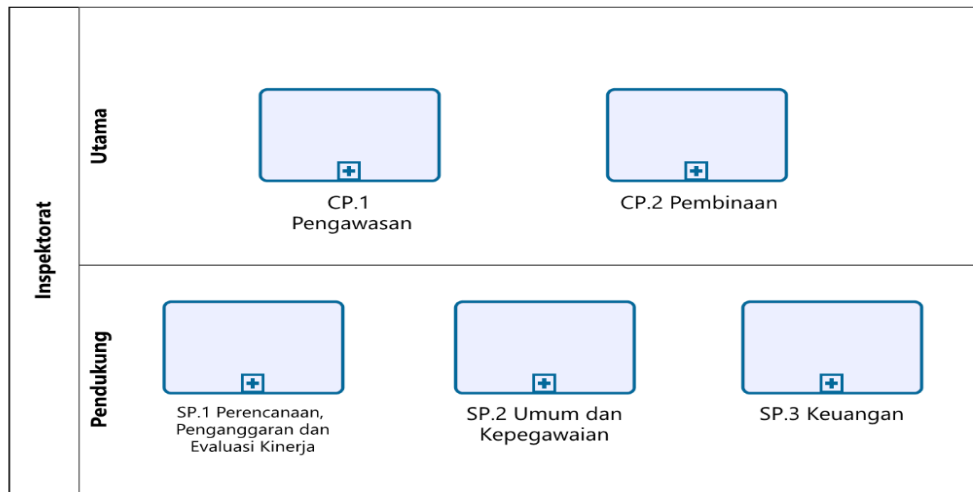 Inspektorat
Utama
CP.1
Pengawasan
CP.2 Pembinaan
Pendukung
SP.1 Perencanaan,
Penganggaran dan
Evaluasi Kinerja
SP.2 Umum dan
Kepegawaian
SP.3 Keuangan